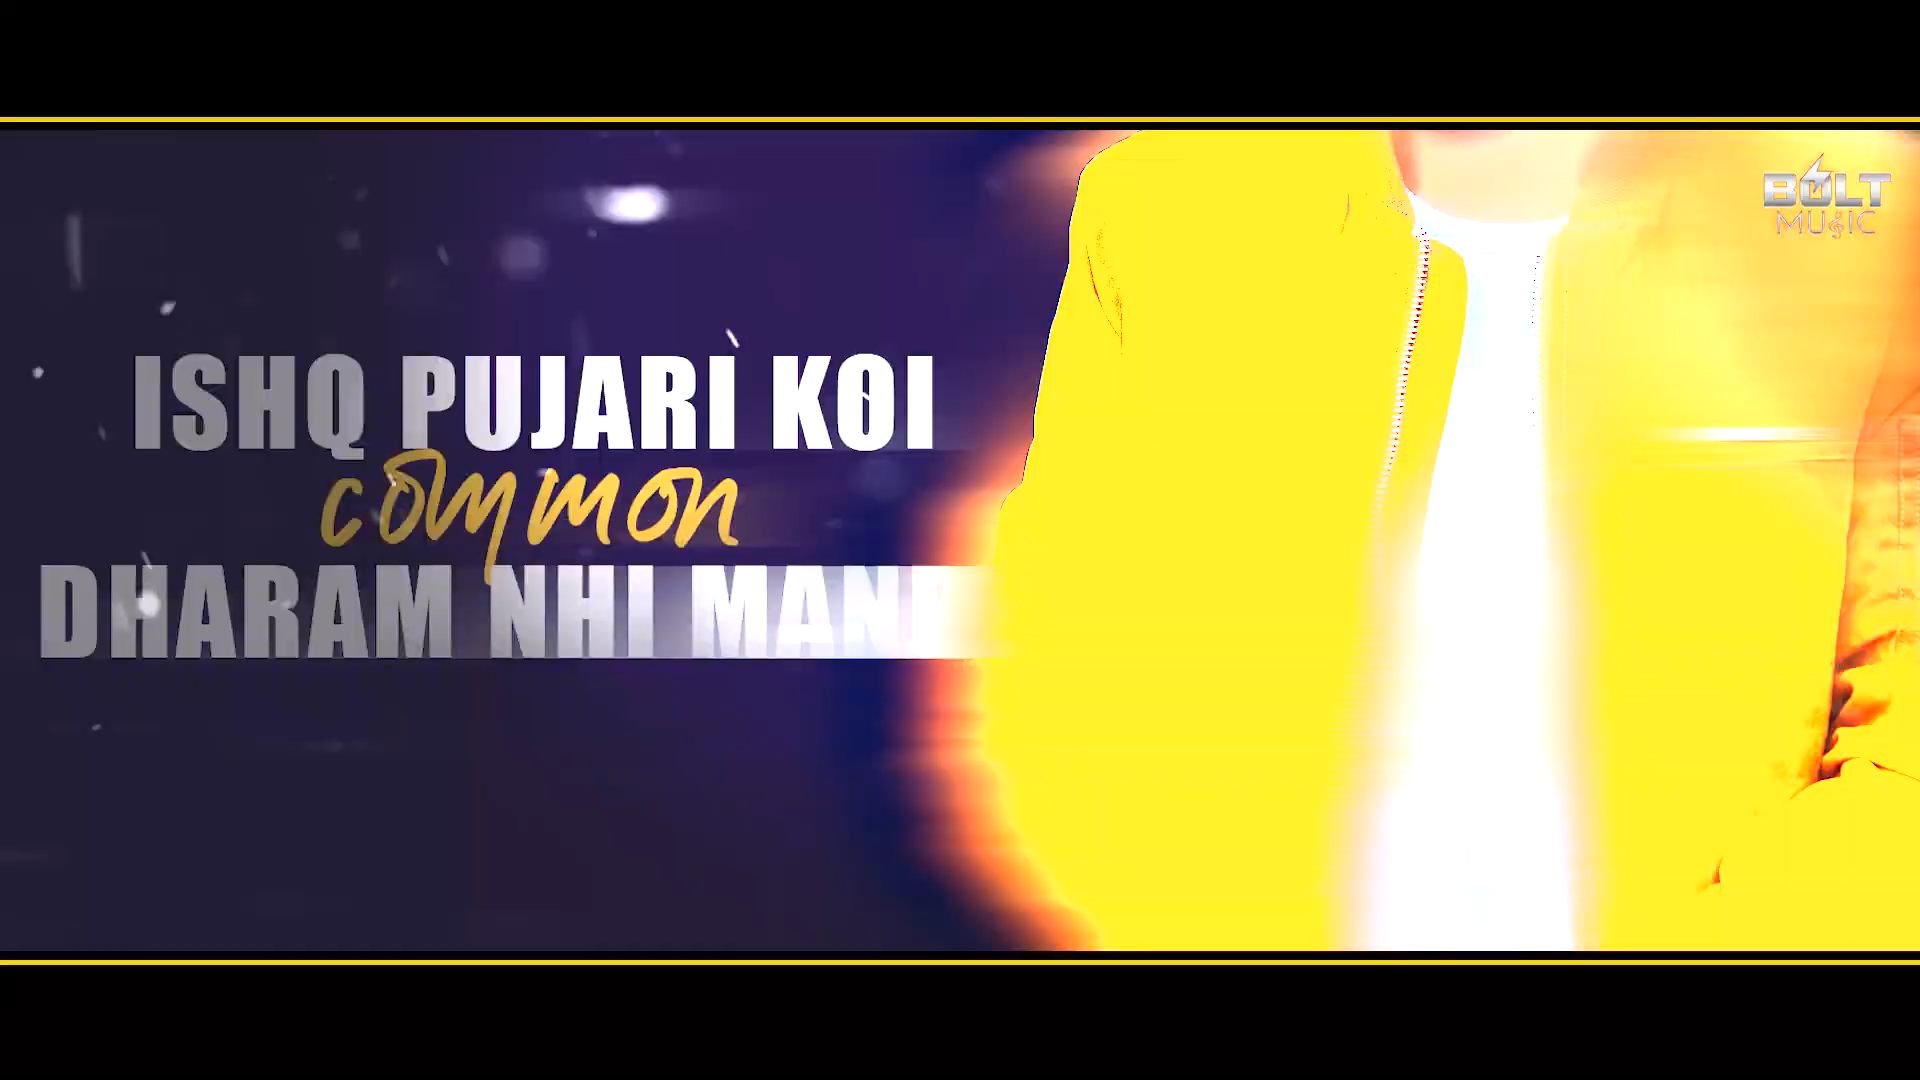 BOLT
MUSIC
ISHQ PUJARI KOI
common
DHARAM NHI